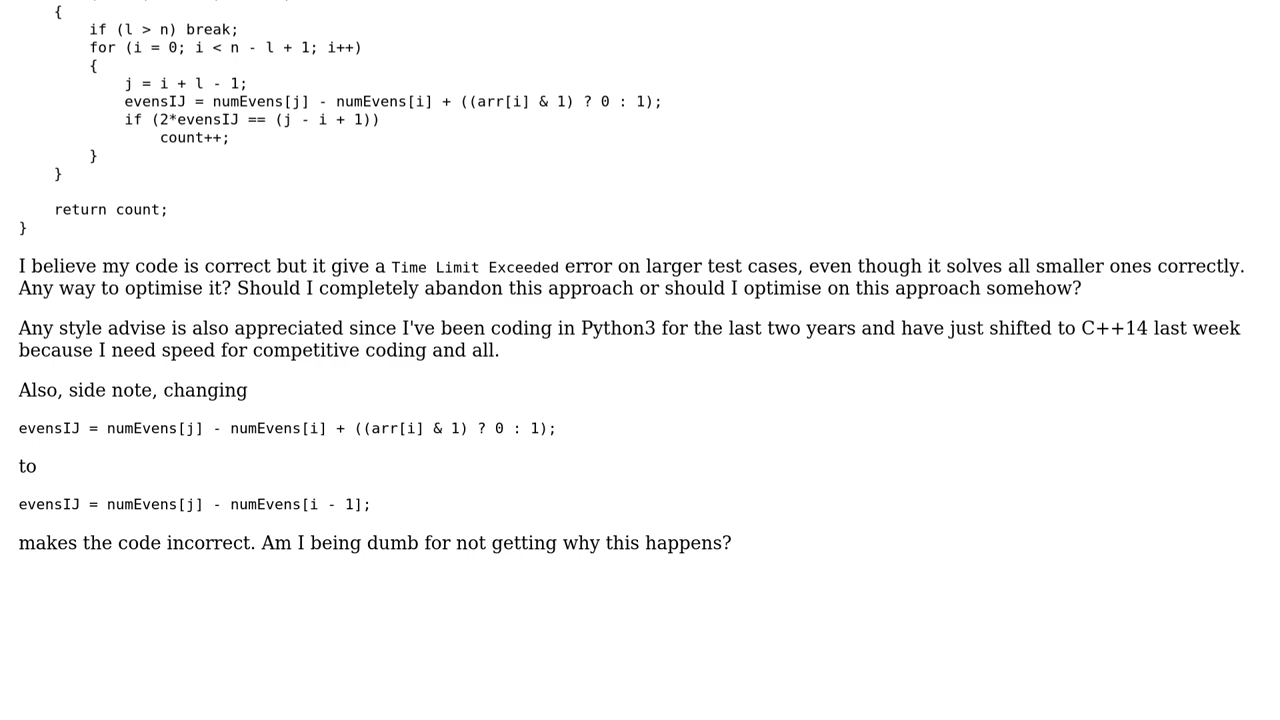 {
if (l > n) break;
for (i = 0; i < n - l + 1; i++)
{
j = i + l - 1;
evensIJ = numEvens[j] - numEvens[i] + ((arr[i] & 1) ? 0 : 1);
if (2*evensIJ == (j - i + 1))
count++;
}
}
return count;
}
I believe my code is correct but it give a Time Limit Exceeded error on larger test cases, even though it solves all smaller ones correctly.
Any way to optimise it? Should I completely abandon this approach or should I optimise on this approach somehow?
Any style advise is also appreciated since I've been coding in Python3 for the last two years and have just shifted to C++14 last week
because I need speed for competitive coding and all.
Also, side note, changing
evensIJ = numEvens[j] - numEvens[i] + ((arr[i] & 1) ? 0 : 1);
to
evensIJ = numEvens[j] - numEvens[i - 1];
makes the code incorrect. Am I being dumb for not getting why this happens?